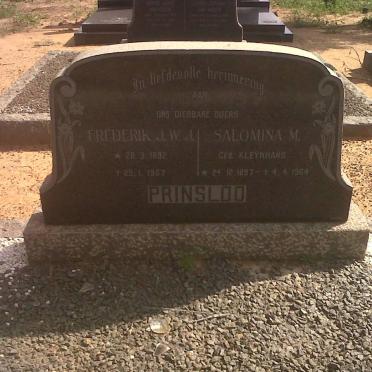 In liefdevolle herinnering
AAN
ONS DIERBARE OUERS
FREDERIK J.W.J.
★ 28.3.1892
† 25.1.1957
SALOMINA M.
GEB. KLEYNHANS
★ 24.12.1897 † 4.4.1964
PRINSLOO